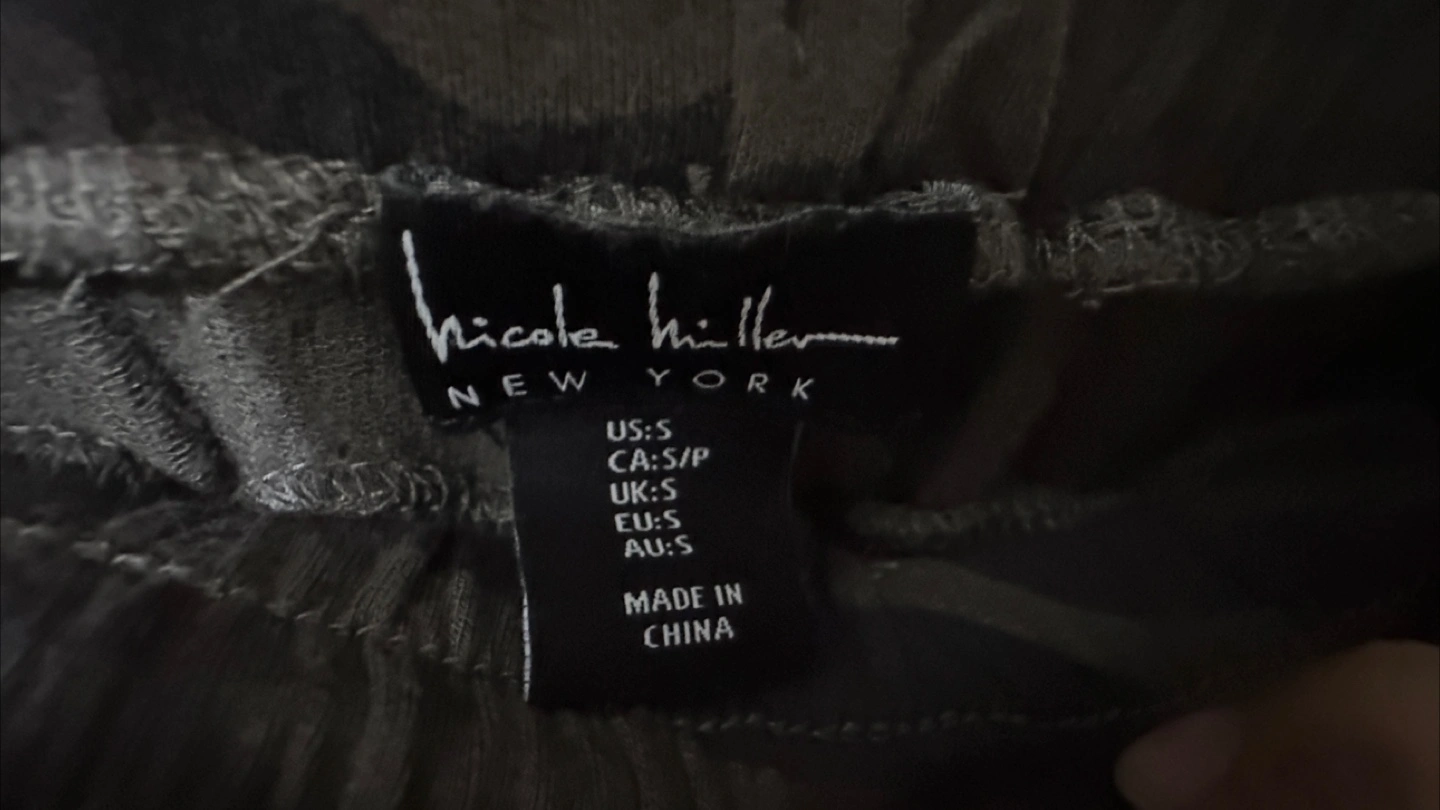 Nicole Miller
NEW YORK
US:S
CA:S/P
UK:S
EU:S
AU:S
MADE IN
CHINA